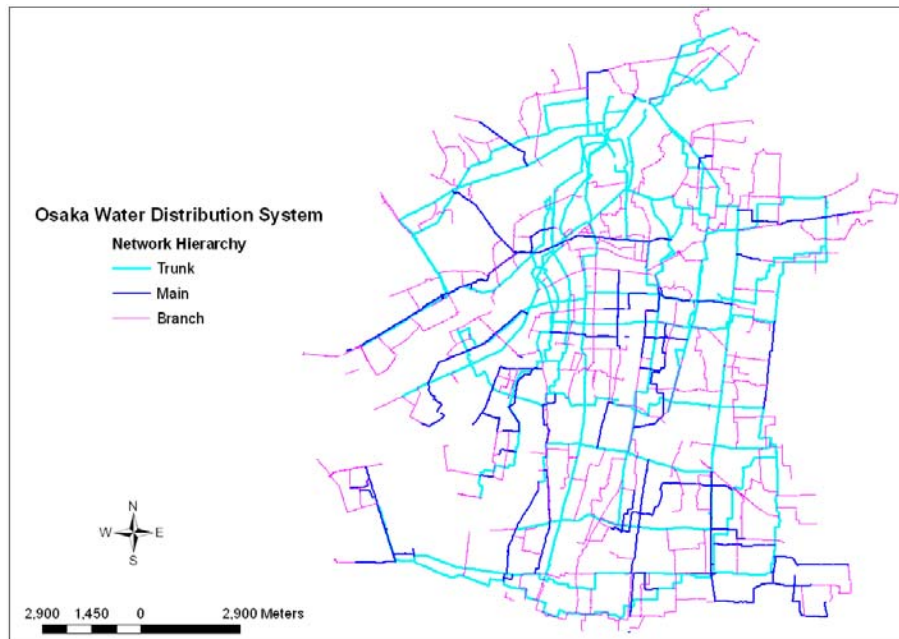 Osaka Water Distribution System
Network Hierarchy
Trunk
Main
Branch
N
W E
S
2,900 1,450 0 2,900 Meters